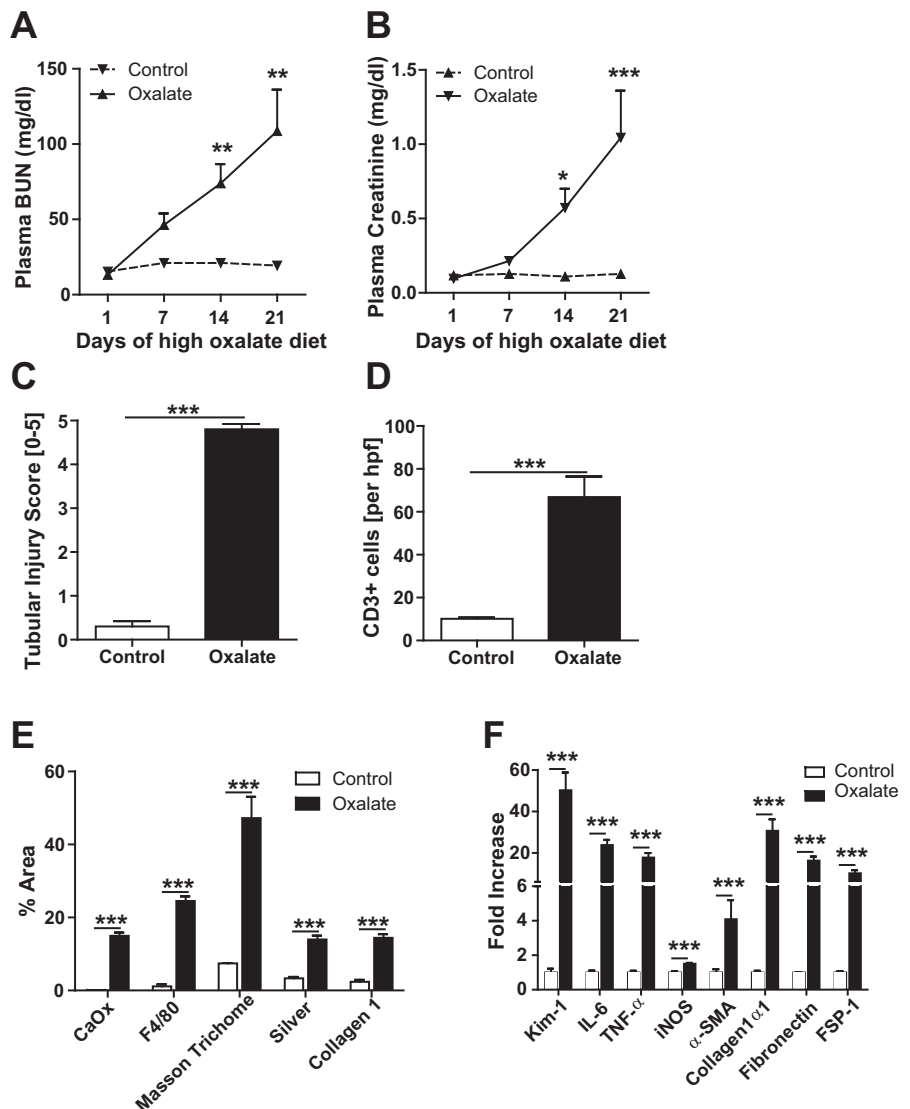 A
Plasma BUN (mg/dl)
150
100
50
0
Control
Oxalate
**
**
1 7 14 21
Days of high oxalate diet
B
Plasma Creatinine (mg/dl)
1.5
1.0
0.5
0.0
Control
Oxalate
*
***
1 7 14 21
Days of high oxalate diet
C
Tubular Injury Score [0-5]
5
4
3
2
1
0
***
Control Oxalate
D
CD3+ cells [per hpf]
100
80
60
40
20
0
***
Control Oxalate
E
% Area
60
40
20
0
Control
Oxalate
*** *** *** *** ***
CaOx
F4/80
Masson Trichome
Silver
Collagen 1
F
Fold Increase
60
40
20
6
4
2
0
Control
Oxalate
*** *** *** *** *** *** *** ***
Kim-1
IL-6
TNF-α
iNOS
α-SMA
Collagen1α1
Fibronectin
FSP-1